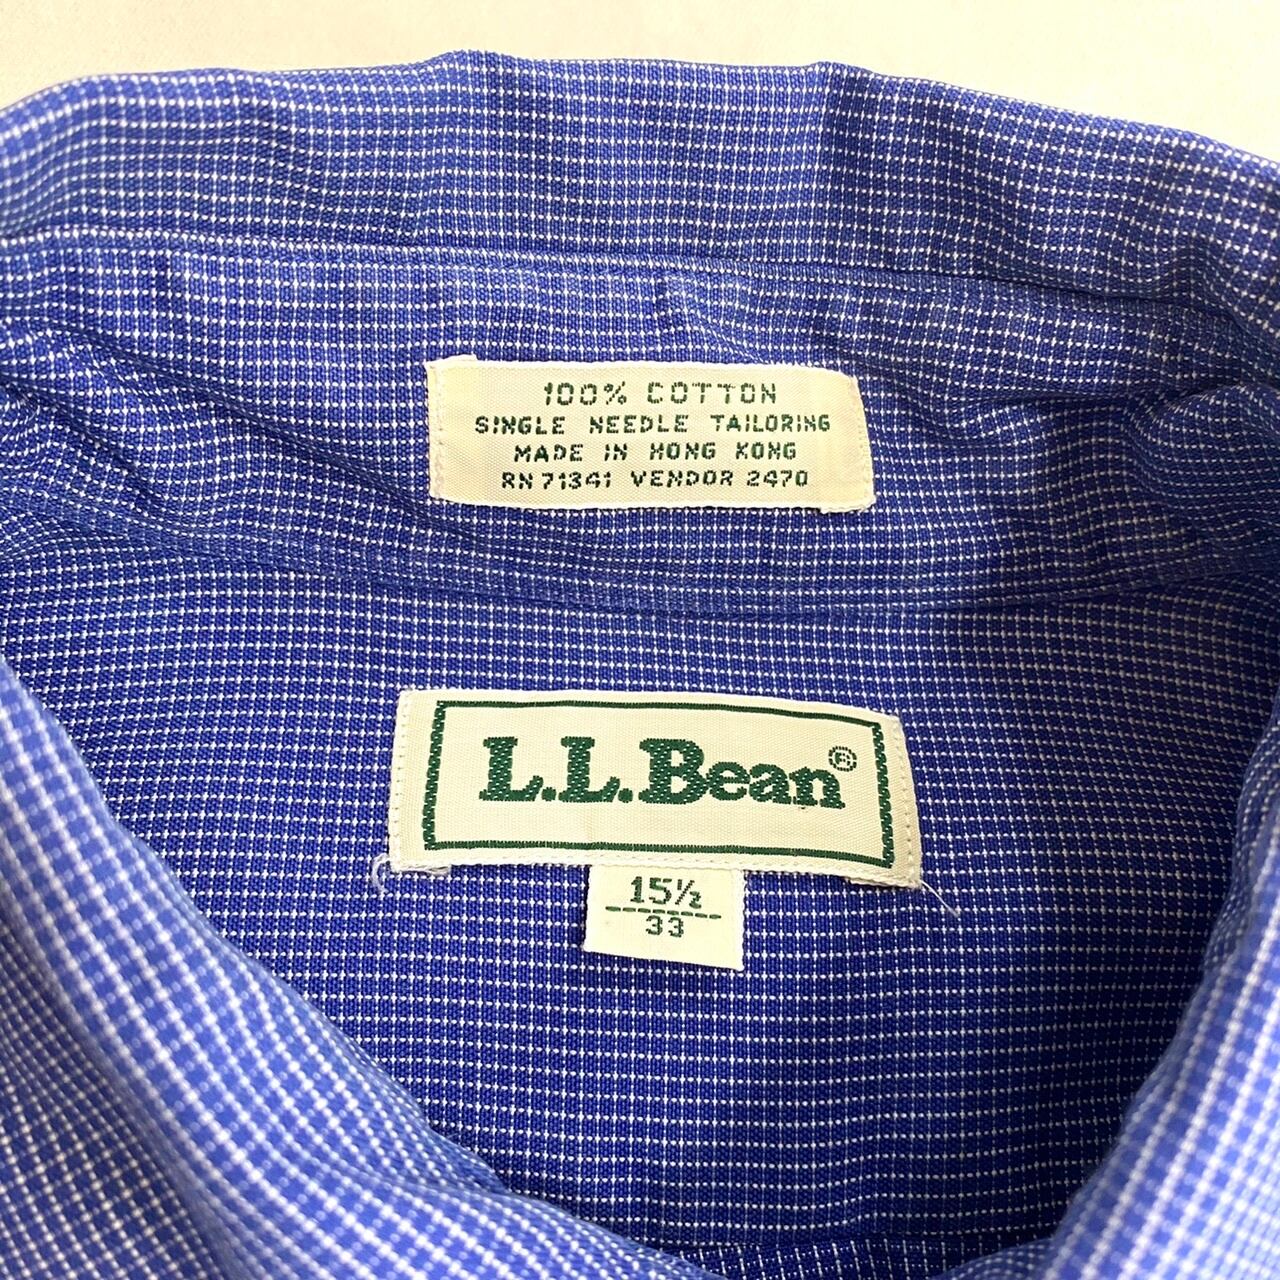 100% COTTON
SINGLE NEEDLE TAILORING
MADE IN HONG KONG
RN 71341 VENDOR 2470
L.L.Bean®
15½
33